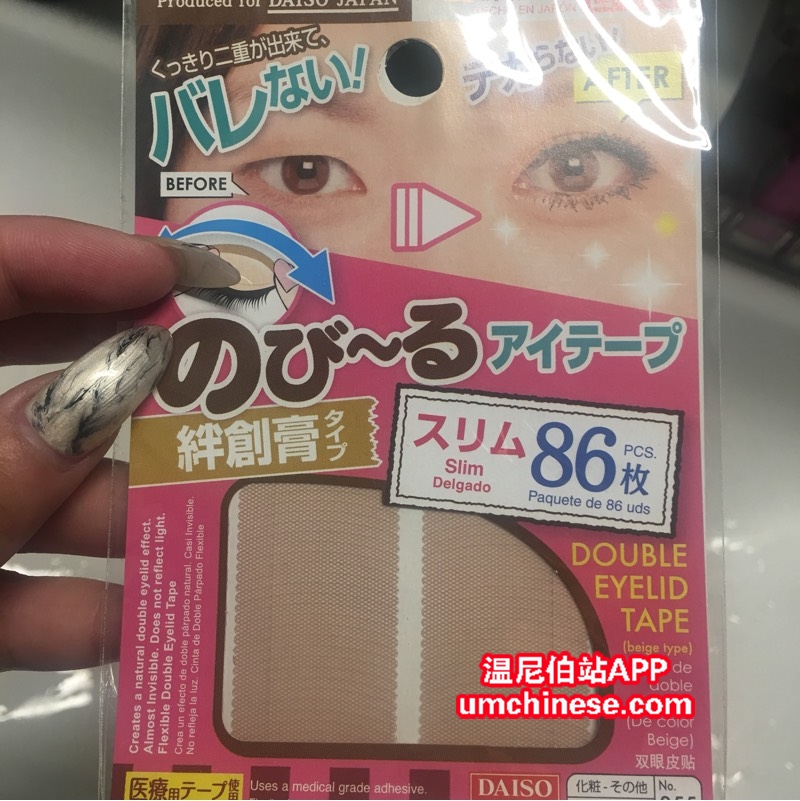 Produced for DAISO JAPAN
くっきり二重が出来て、
バレない!
テカらない!
AFTER
BEFORE
のび〜る
アイテープ
絆創膏
タイプ
スリム
Slim
Delgado
86
PCS.
枚
Paquete de 86 uds
Creates a natural double eyelid effect.
Almost Invisible. Does not reflect light.
Flexible Double Eyelid Tape
Crea un efecto de doble párpado natural. Casi Invisible.
No refleja la luz. Cinta de Doble Párpado Flexible
DOUBLE
EYELID
TAPE
(beige type)
de
doble
(De color
Beige)
双眼皮贴
温尼伯站APP
umchinese.com
医療用テープ使用
Uses a medical grade adhesive.
DAISO
化粧-その他
No.